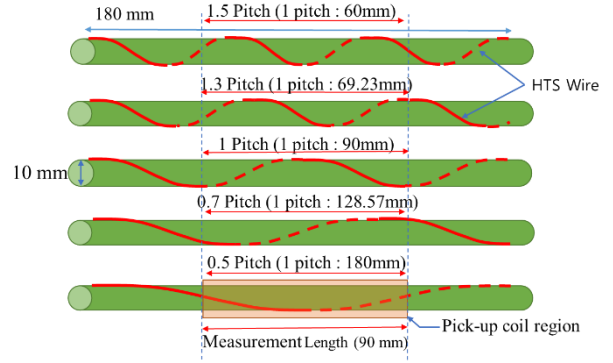 180 mm
1.5 Pitch (1 pitch : 60mm)
HTS Wire
1.3 Pitch (1 pitch : 69.23mm)
1 Pitch (1 pitch : 90mm)
10 mm
0.7 Pitch (1 pitch : 128.57mm)
0.5 Pitch (1 pitch : 180mm)
Pick-up coil region
Measurement Length (90 mm)